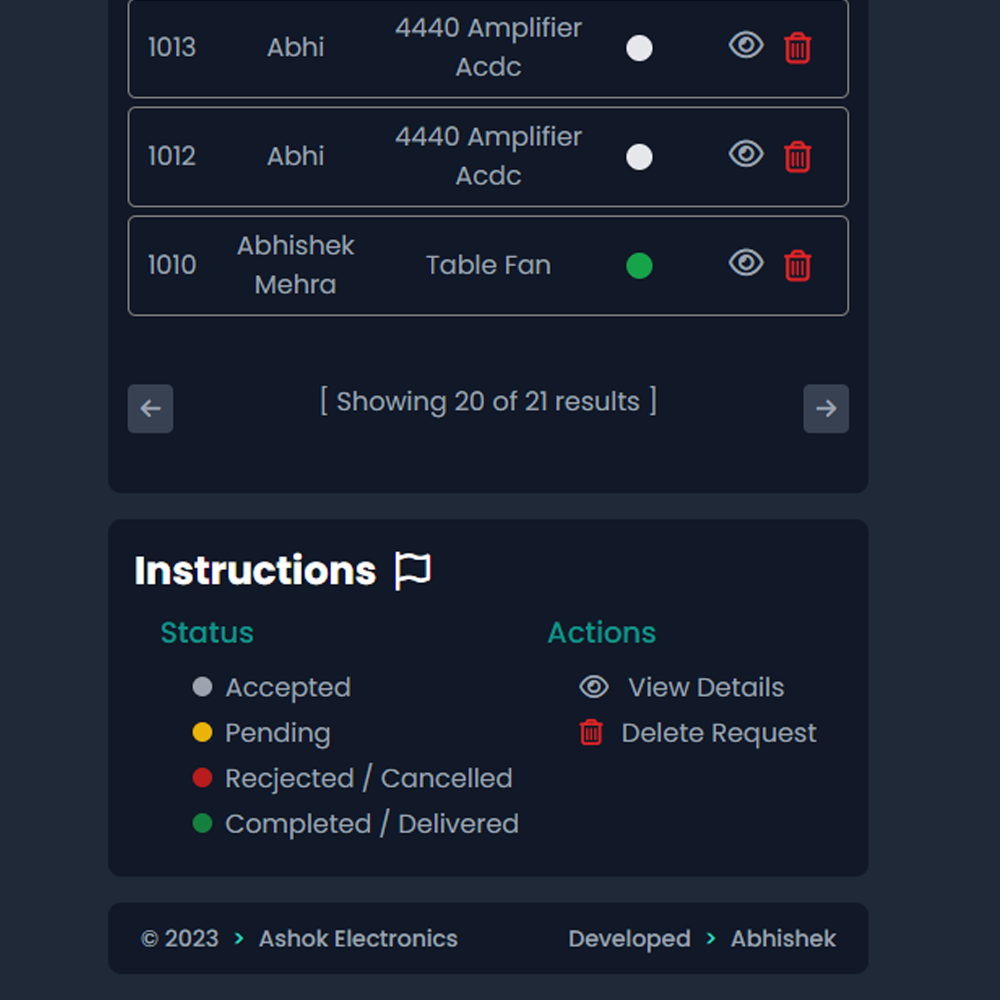 1013 Abhi 4440 Amplifier
Acdc
1012 Abhi 4440 Amplifier
Acdc
1010 Abhishek
Mehra Table Fan
[ Showing 20 of 21 results ]
Instructions
Status
Accepted
Pending
Recjected / Cancelled
Completed / Delivered
Actions
View Details
Delete Request
© 2023 > Ashok Electronics
Developed > Abhishek